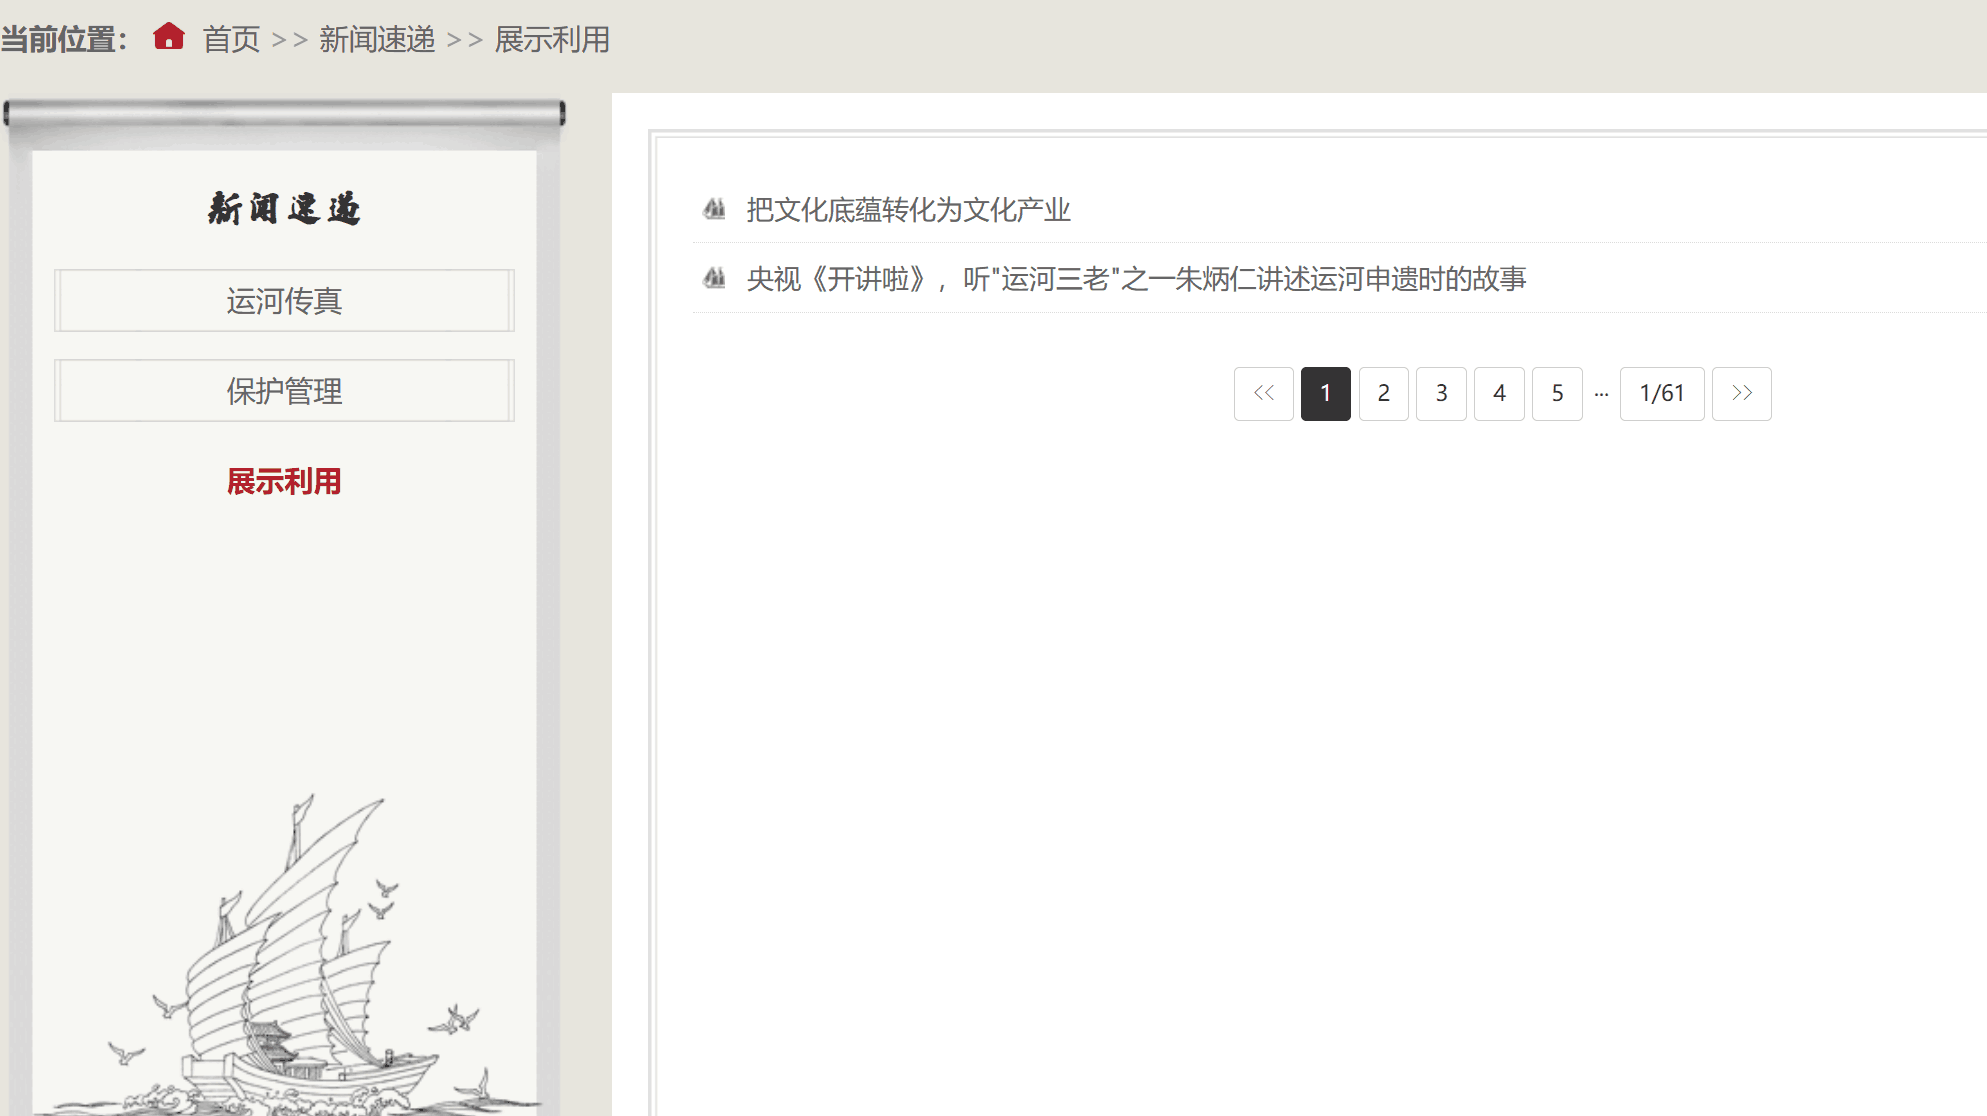 当前位置： 首页 >> 新闻速递 >> 展示利用
新闻速递
运河传真
保护管理
展示利用
把文化底蕴转化为文化产业
央视《开讲啦》，听"运河三老"之一朱炳仁讲述运河申遗时的故事
<< 1 2 3 4 5 ... 1/61 >>